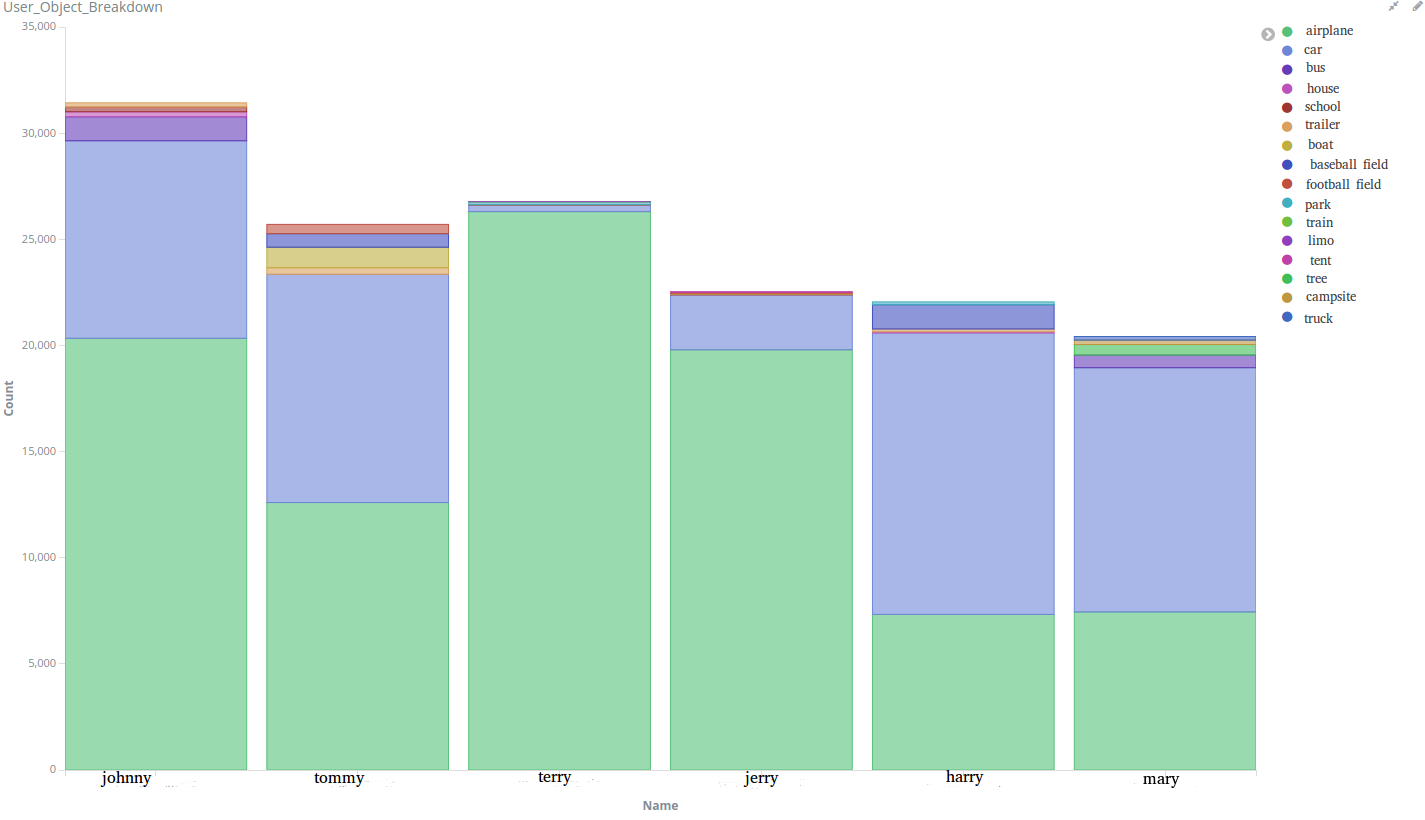 User_Object_Breakdown
35,000
30,000
25,000
20,000
15,000
10,000
5,000
0
Count
johnny tommy terry jerry harry mary
Name
airplane
car
bus
house
school
trailer
boat
baseball field
football field
park
train
limo
tent
tree
campsite
truck